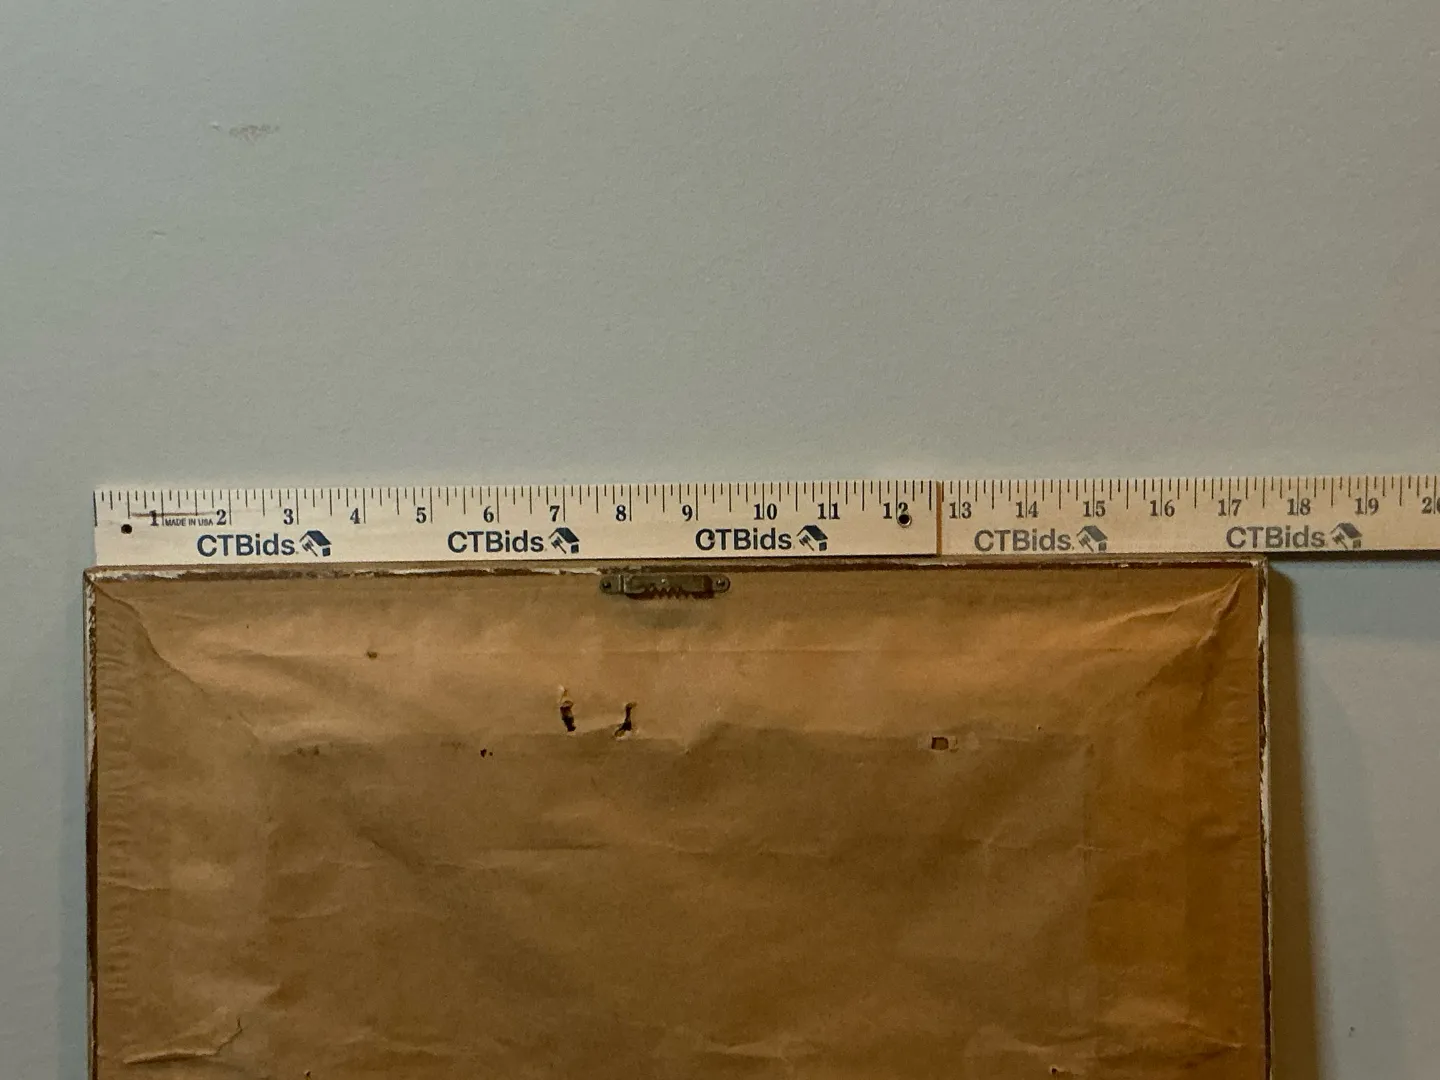 1 MADE IN USA 2 3 4 5 6 7 8 9 10 11 12 13 14 15 16 17 18 19
CTBids. CTBids CTBids CTBids. CTBids